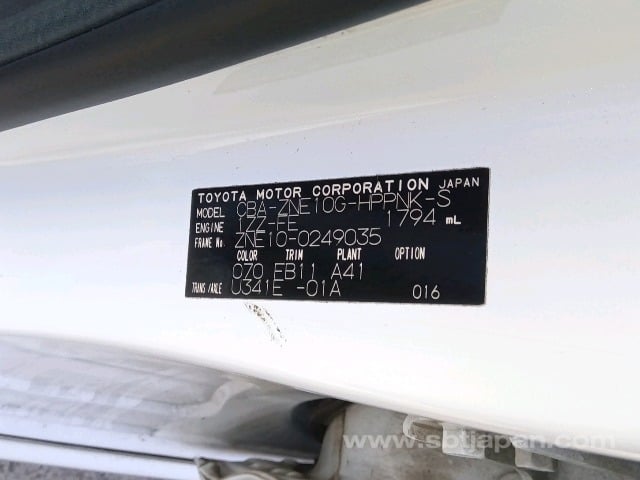 TOYOTA MOTOR CORPORATION JAPAN
MODEL CBA-ZNE10G-HPPNK-S
ENGINE 1ZZ-FE 1794 mL
FRAME No. ZNE10-0249035
COLOR TRIM PLANT OPTION
070 EB11 A41
TRANS/AXLE U341E -01A 016
www.sbtjapan.com